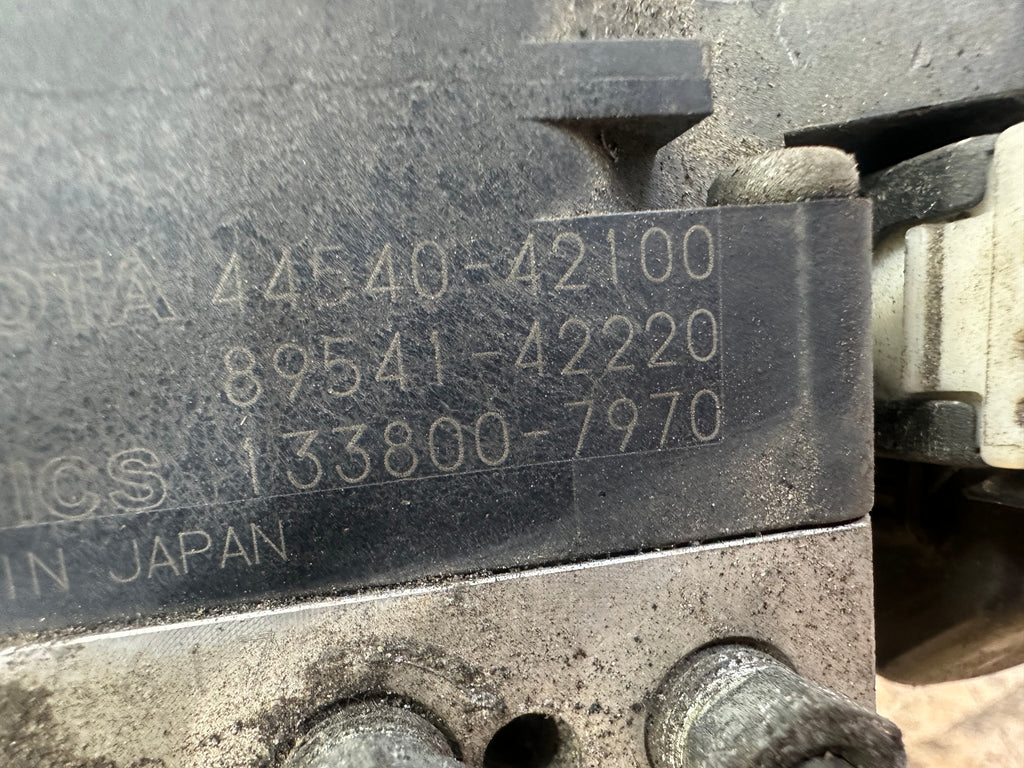 OTA 44540-42100
89541-42220
ICS 133800-7970
IN JAPAN